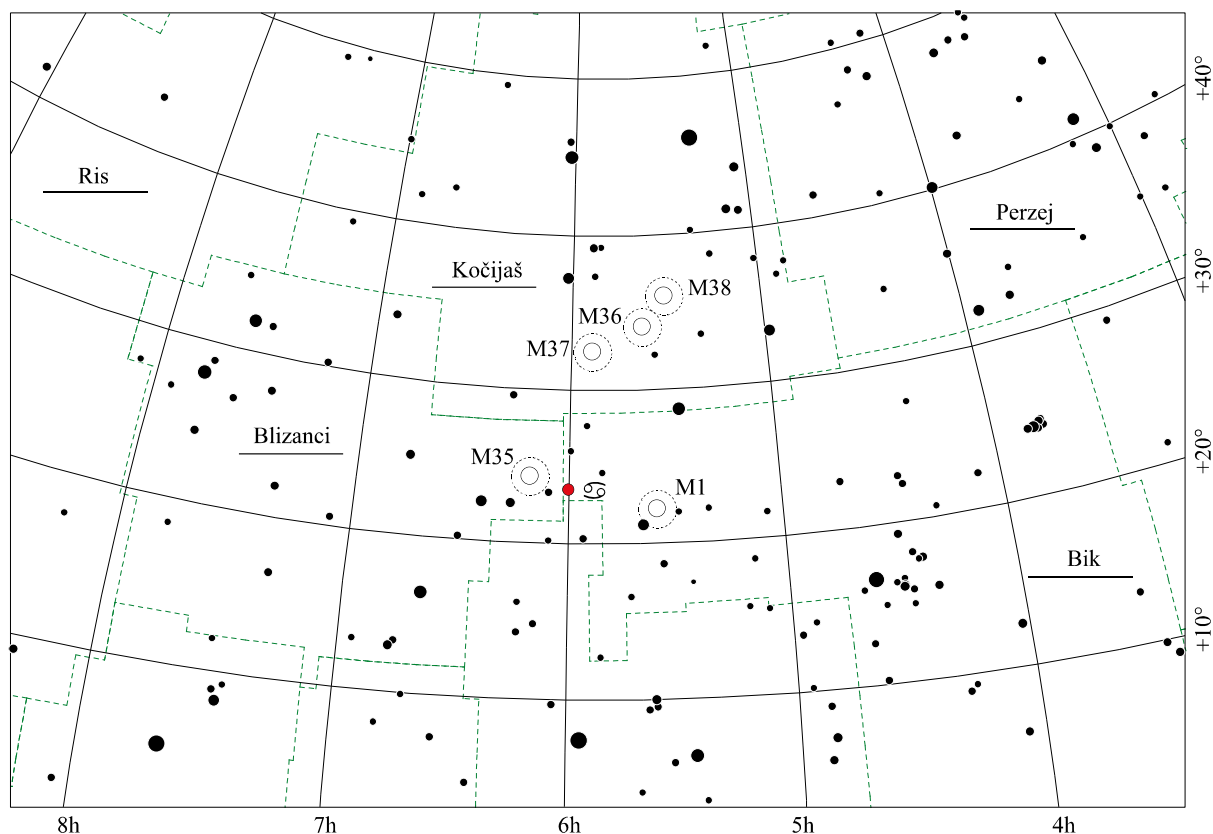 +40°
Ris
Perzej
+30°
Kočijaš
M38
M36
M37
Blizanci
M35
+20°
M1
Bik
+10°
8h
7h
6h
5h
4h